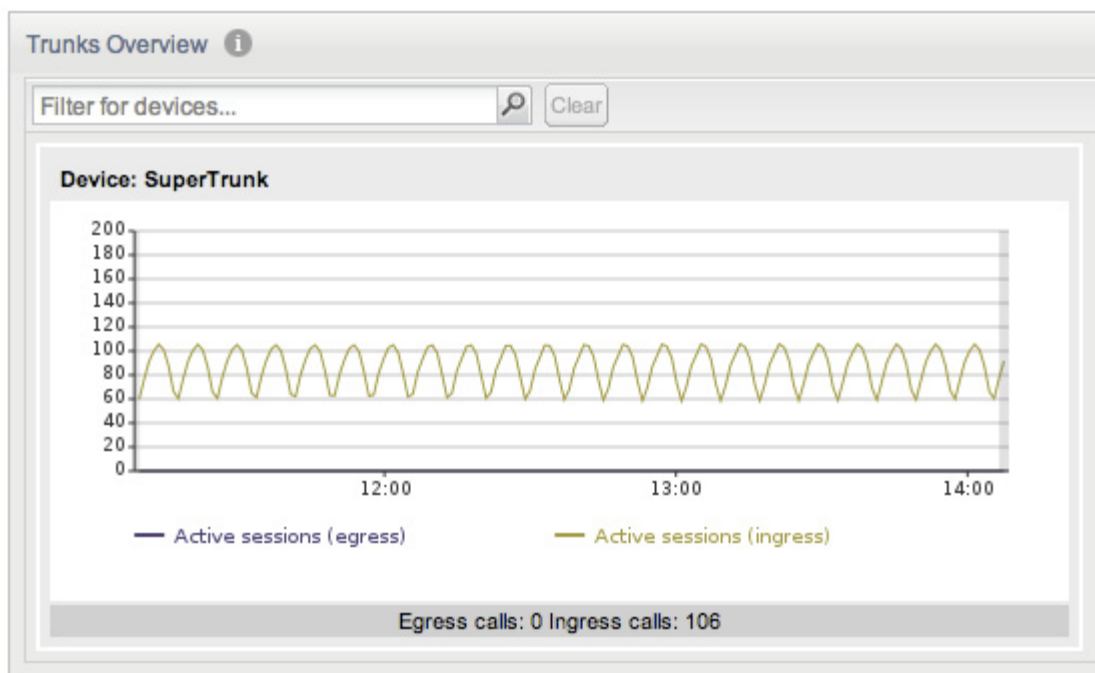 Trunks Overview i
Filter for devices... Clear
Device: SuperTrunk
200
180
160
140
120
100
80
60
40
20
0
12:00 13:00 14:00
Active sessions (egress) Active sessions (ingress)
Egress calls: 0 Ingress calls: 106